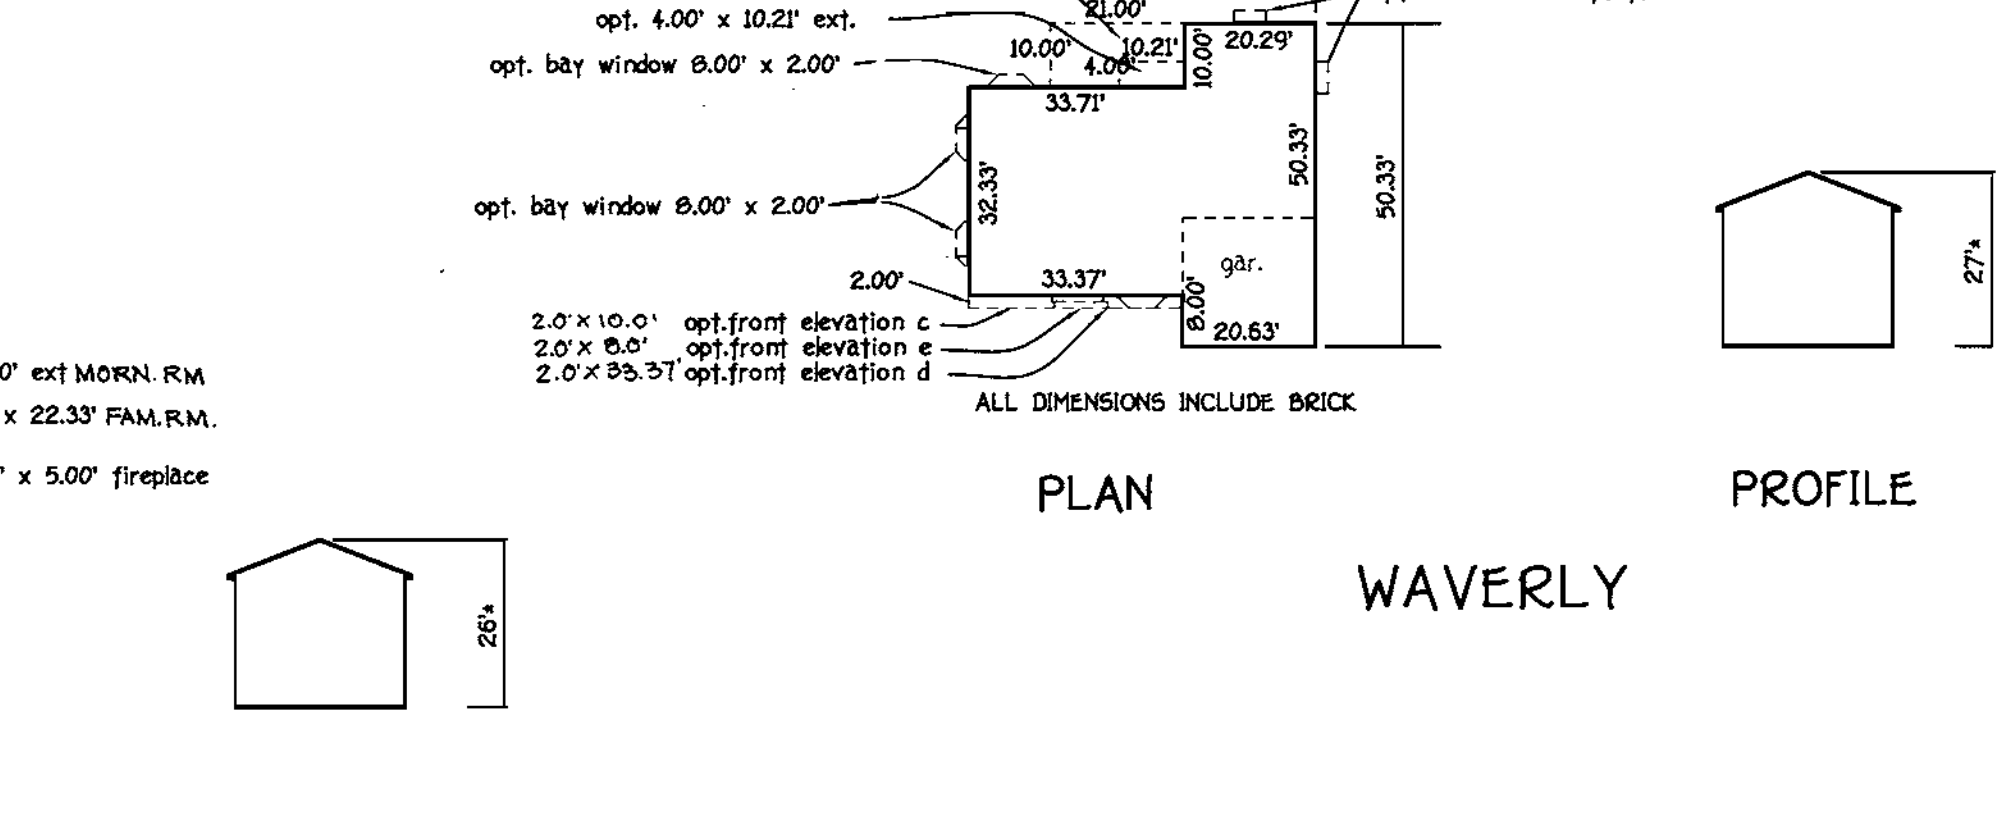 21.00'
opt. 4.00' x 10.21' ext.
10.00'
10.21'
10.00'
20.29'
opt. bay window 8.00' x 2.00'
4.00'
33.71'
50.33'
50.33'
32.33'
opt. bay window 8.00' x 2.00'
gar.
27'±
2.00'
33.37'
8.00'
2.0' X 10.0' opt.front elevation c
2.0' X 8.0' opt.front elevation e
2.0' X 33.37' opt.front elevation d
20.63'
0' ext MORN. RM
ALL DIMENSIONS INCLUDE BRICK
x 22.33' FAM.RM.
' x 5.00' fireplace
PLAN
PROFILE
WAVERLY
26'±